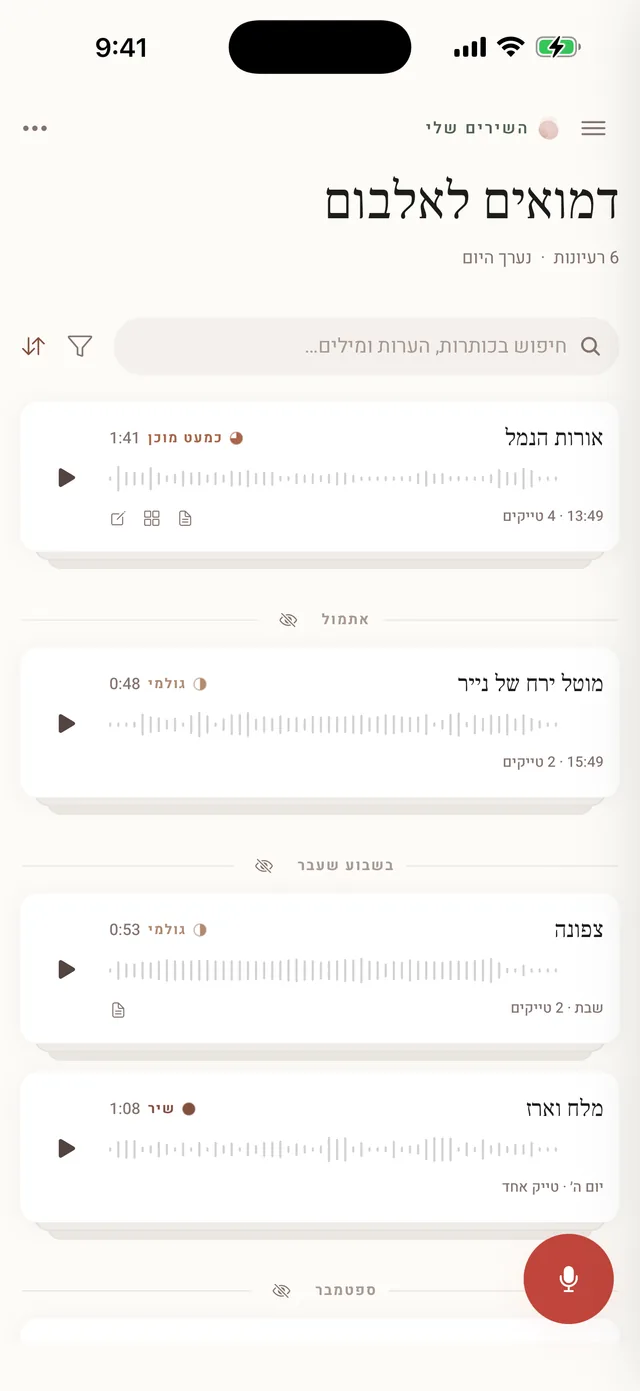 9:41
השירים שלי
דמואים לאלבום
6 רעיונות · נערך היום
חיפוש בכותרות, הערות ומילים...
אורות הנמל
כמעט מוכן 1:41
13:49 · 4 טייקים
אתמול
מוטל ירח של נייר
גולמי 0:48
15:49 · 2 טייקים
בשבוע שעבר
צפונה
גולמי 0:53
שבת · 2 טייקים
מלח וארז
שיר 1:08
יום ה׳ · טייק אחד
ספטמבר